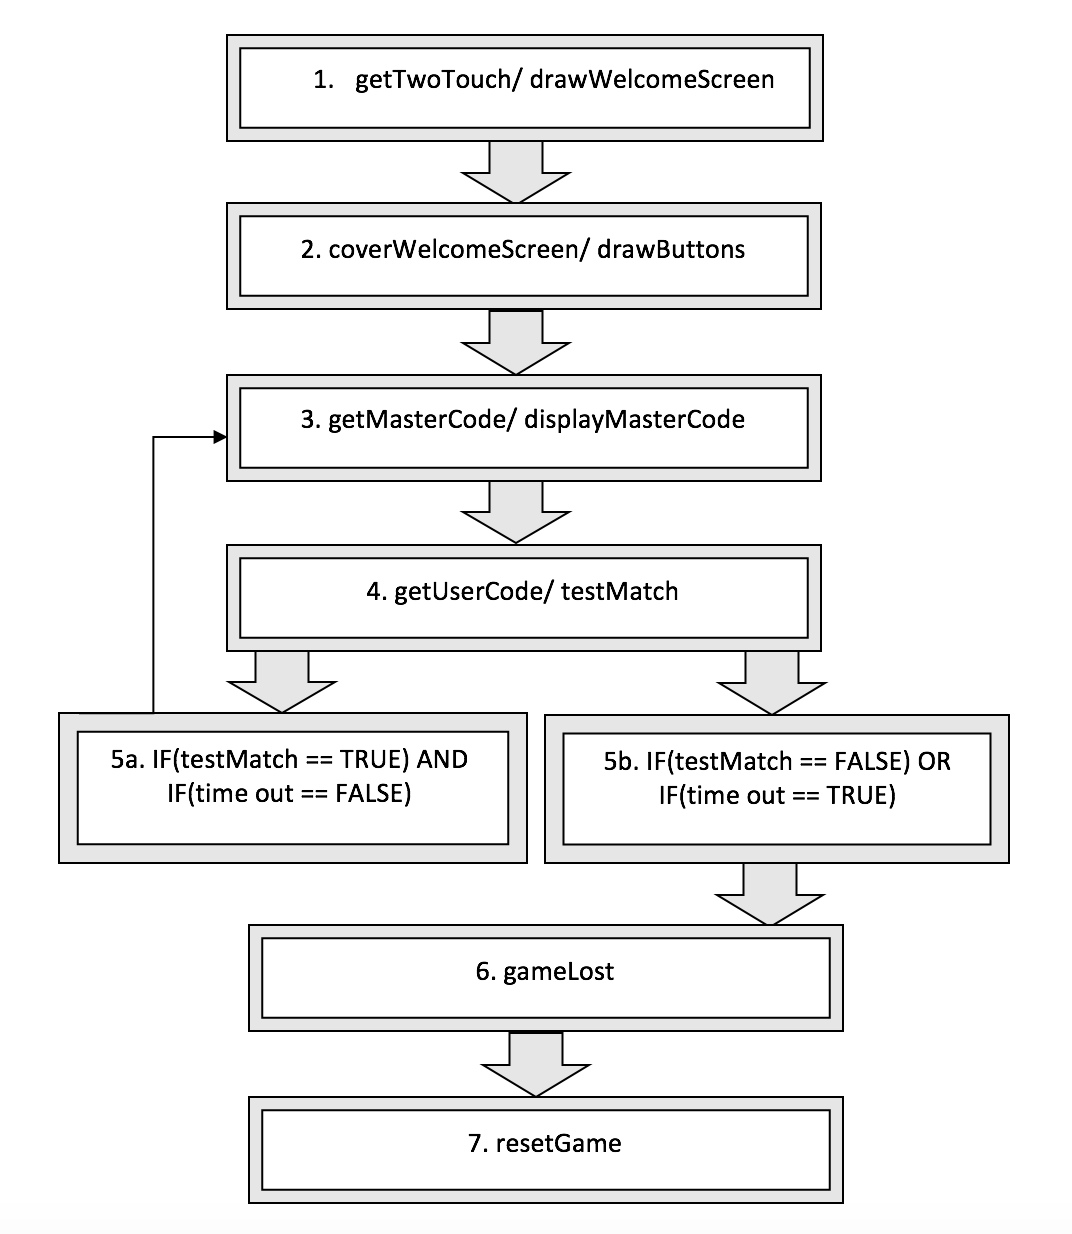 1. getTwoTouch/ drawWelcomeScreen
2. coverWelcomeScreen/ drawButtons
3. getMasterCode/ displayMasterCode
4. getUserCode/ testMatch
5a. IF(testMatch == TRUE) AND
IF(time out == FALSE)
5b. IF(testMatch == FALSE) OR
IF(time out == TRUE)
6. gameLost
7. resetGame